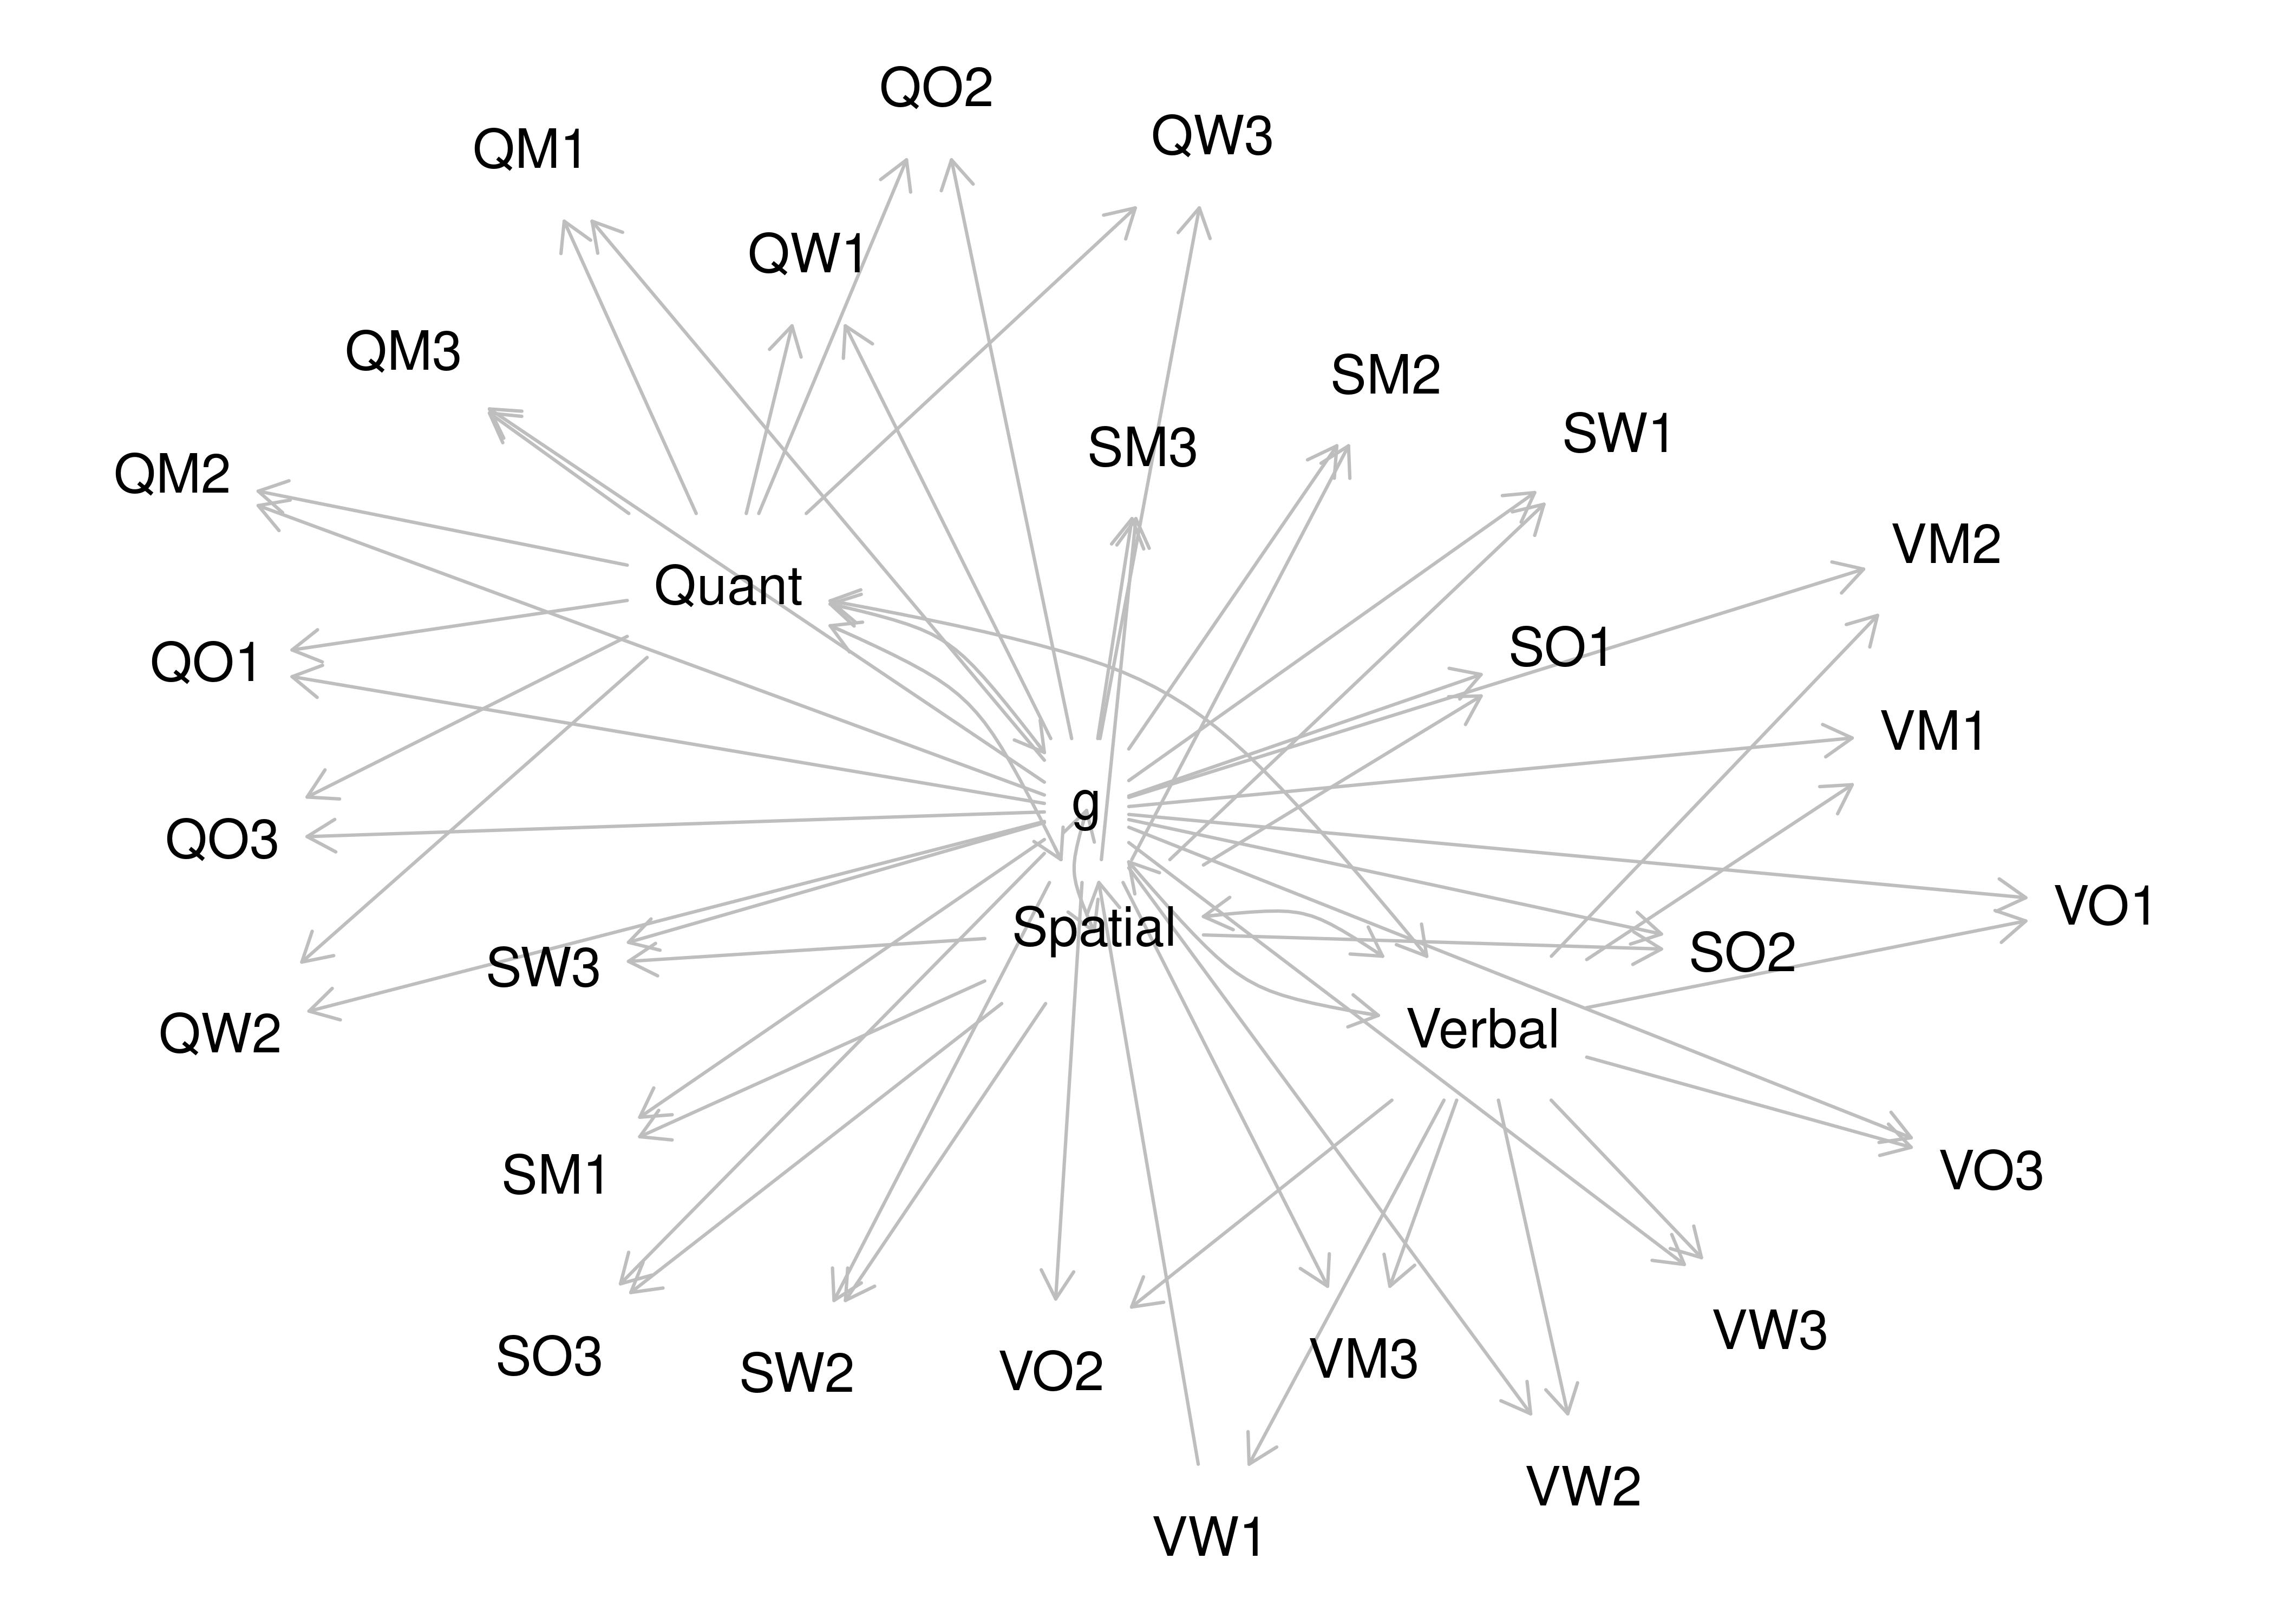 QO2
QW3
QM1
QW1
QM3
SM2
SW1
SM3
QM2
VM2
Quant
SO1
QO1
VM1
g
QO3
VO1
Spatial
SO2
SW3
Verbal
QW2
VO3
SM1
VW3
SO3
VM3
VO2
SW2
VW2
VW1